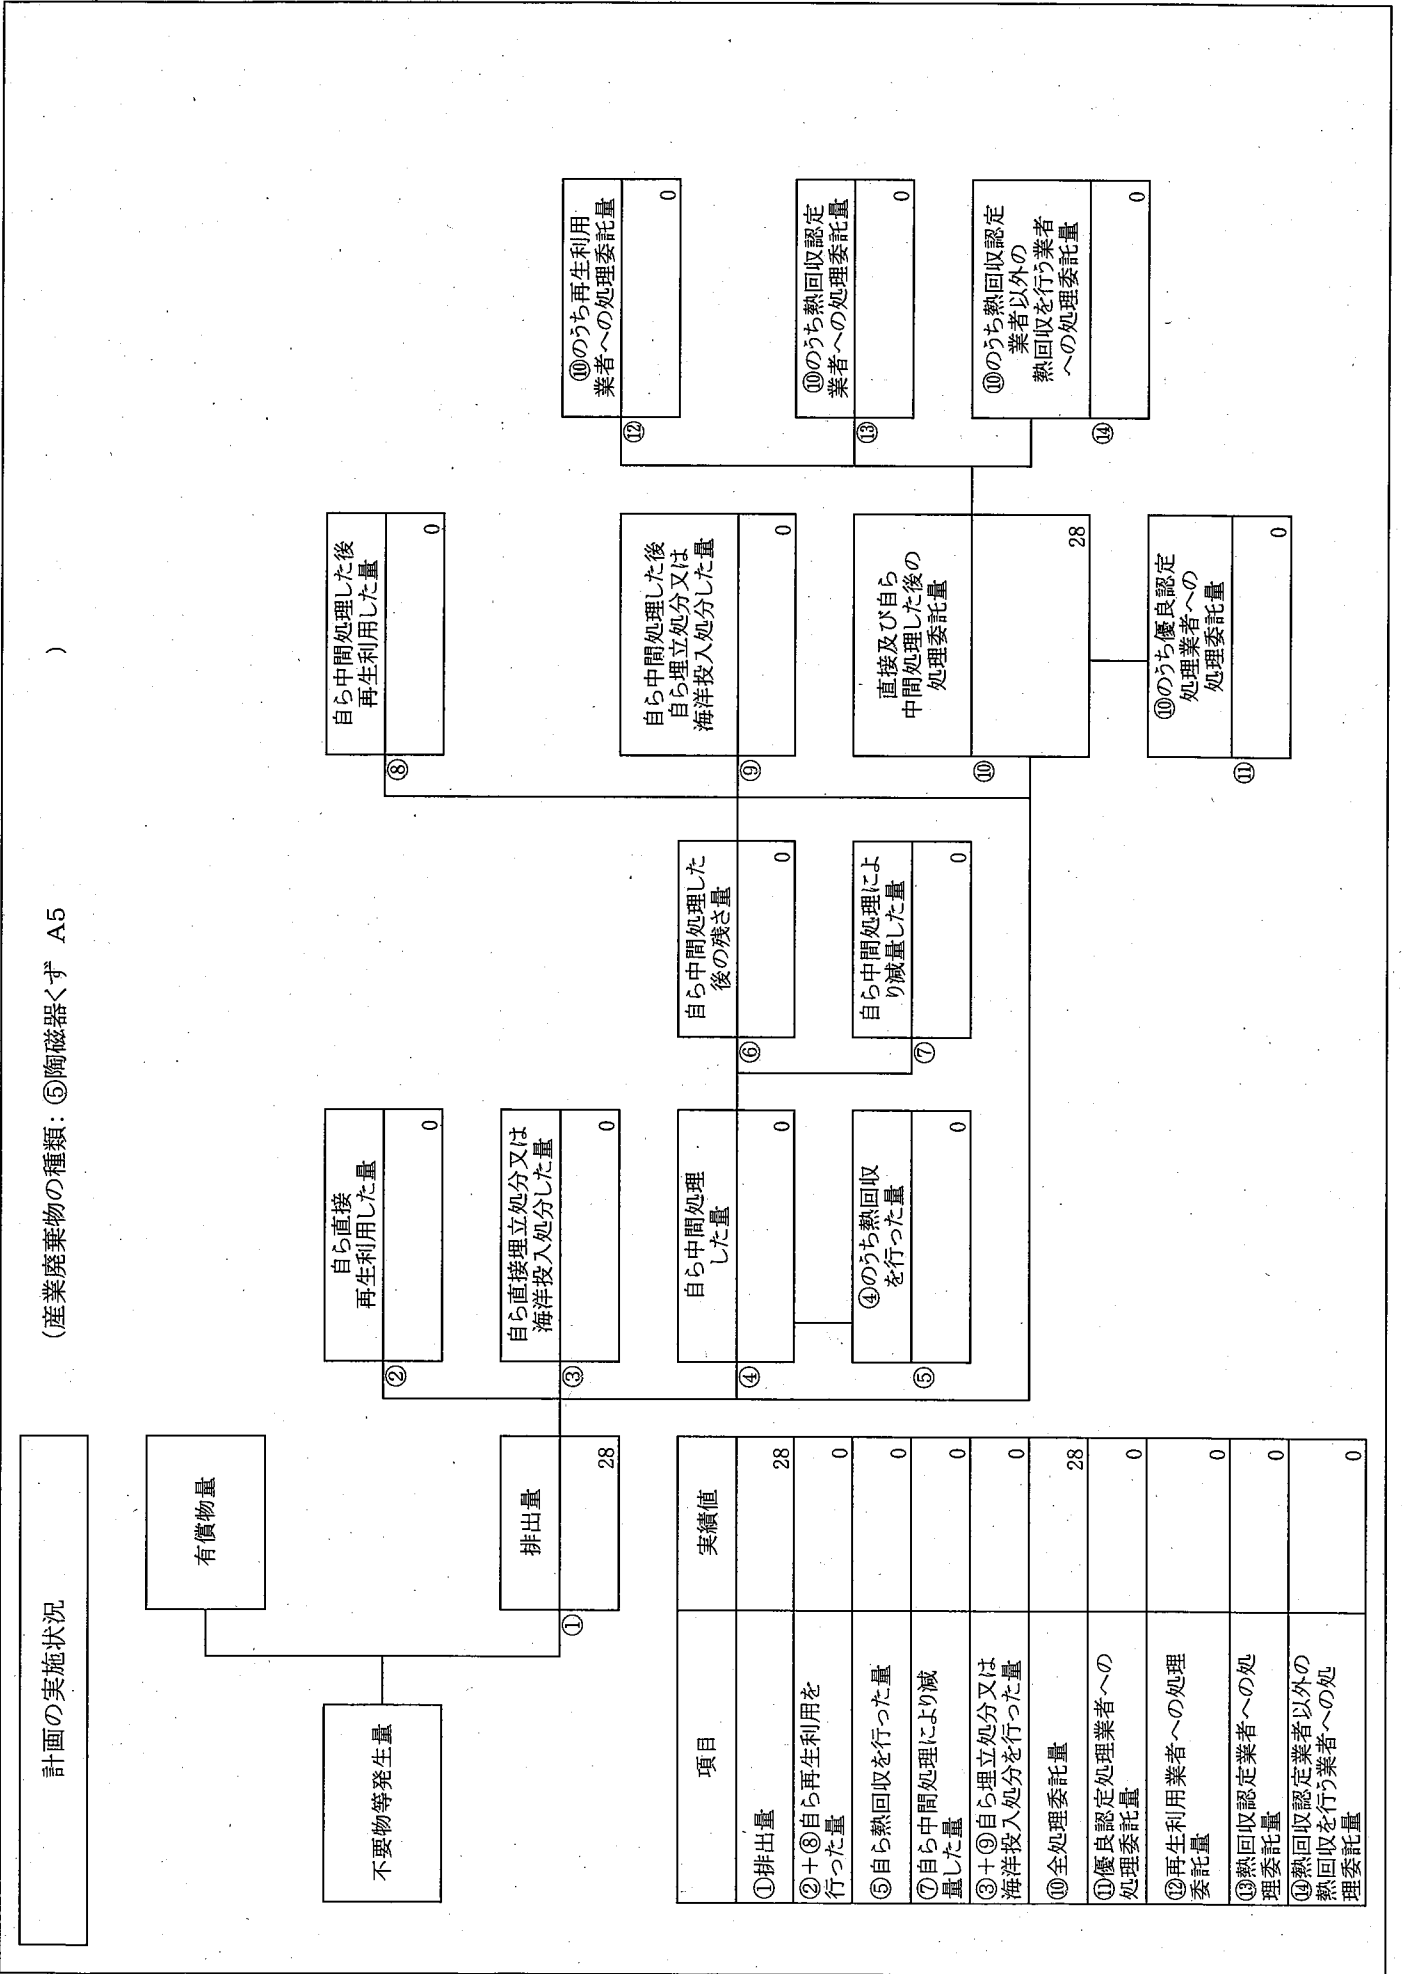 計画の実施状況
(産業廃棄物の種類：⑤陶磁器くず A5
)
不要物等発生量
有償物量
①
排出量
28
②
自ら直接
再生利用した量
0
③
自ら直接埋立処分又は
海洋投入処分した量
0
④
自ら中間処理
した量
0
⑤
④のうち熱回収
を行った量
0
⑥
自ら中間処理した
後の残さ量
0
⑦
自ら中間処理によ
り減量した量
0
⑧
自ら中間処理した後
再生利用した量
0
⑨
自ら中間処理した後
自ら埋立処分又は
海洋投入処分した量
0
⑩
直接及び自ら
中間処理した後の
処理委託量
28
⑪
⑩のうち優良認定
処理業者への
処理委託量
0
⑫
⑩のうち再生利用
業者への処理委託量
0
⑬
⑩のうち熱回収認定
業者への処理委託量
0
⑭
⑩のうち熱回収認定
業者以外の
熱回収を行う業者
への処理委託量
0
項目 実績値
①排出量 28
②＋⑧自ら再生利用を
行った量 0
⑤自ら熱回収を行った量 0
⑦自ら中間処理により減
量した量 0
③＋⑨自ら埋立処分又は
海洋投入処分を行った量 0
⑩全処理委託量 28
⑪優良認定処理業者への
処理委託量 0
⑫再生利用業者への処理
委託量 0
⑬熱回収認定業者への処
理委託量 0
⑭熱回収認定業者以外の
熱回収を行う業者への処
理委託量 0